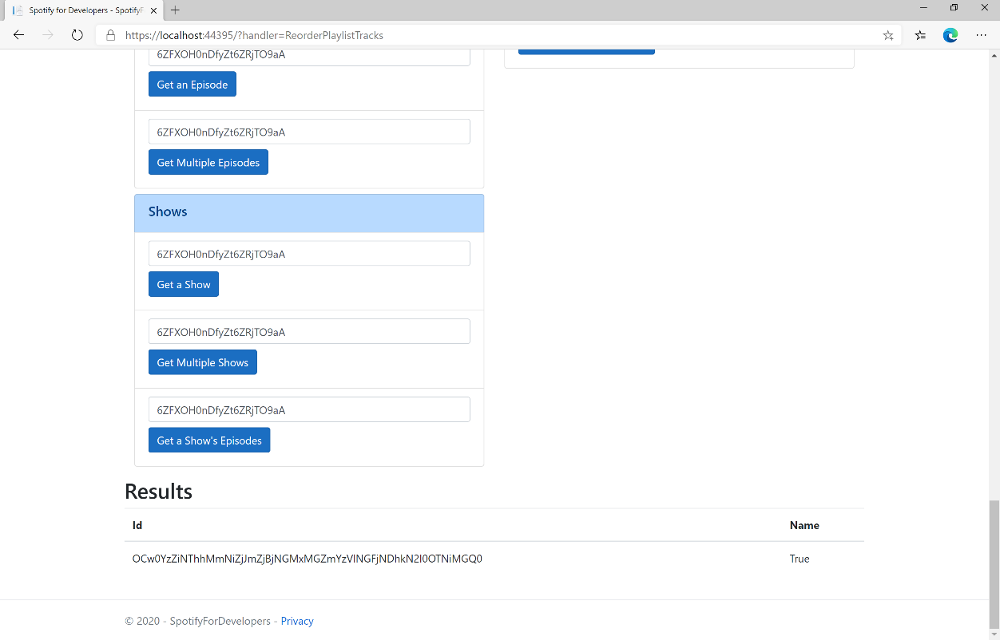 Spotify for Developers - SpotifyF
https://localhost:44395/?handler=ReorderPlaylistTracks
6ZFXOH0nDfyZt6ZRjTO9aA
Get an Episode
6ZFXOH0nDfyZt6ZRjTO9aA
Get Multiple Episodes
Shows
6ZFXOH0nDfyZt6ZRjTO9aA
Get a Show
6ZFXOH0nDfyZt6ZRjTO9aA
Get Multiple Shows
6ZFXOH0nDfyZt6ZRjTO9aA
Get a Show's Episodes
Results
Id Name
OCw0YzZiNThhMmNiZjJmZjBjNGMxMGZmYzVlNGFjNDhkN2I0OTNiMGQ0 True
© 2020 - SpotifyForDevelopers - Privacy